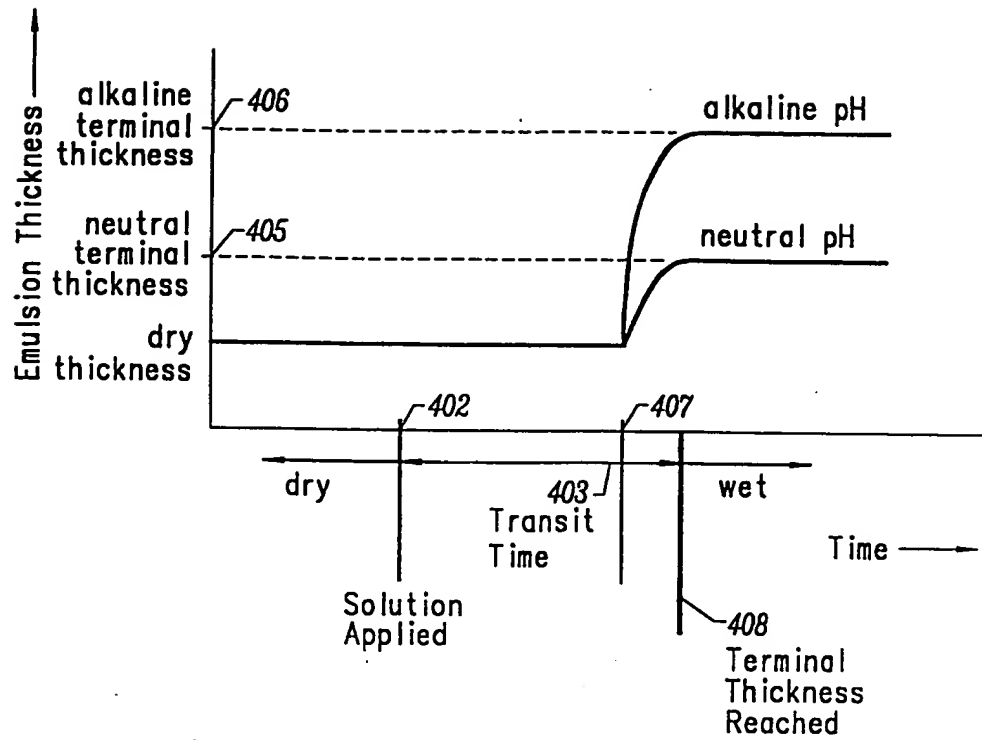 Emulsion Thickness
alkaline
terminal
thickness
406
neutral
terminal
thickness
405
dry
thickness
alkaline pH
neutral pH
402
407
dry
403
wet
Transit
Time
Time
Solution
Applied
408
Terminal
Thickness
Reached